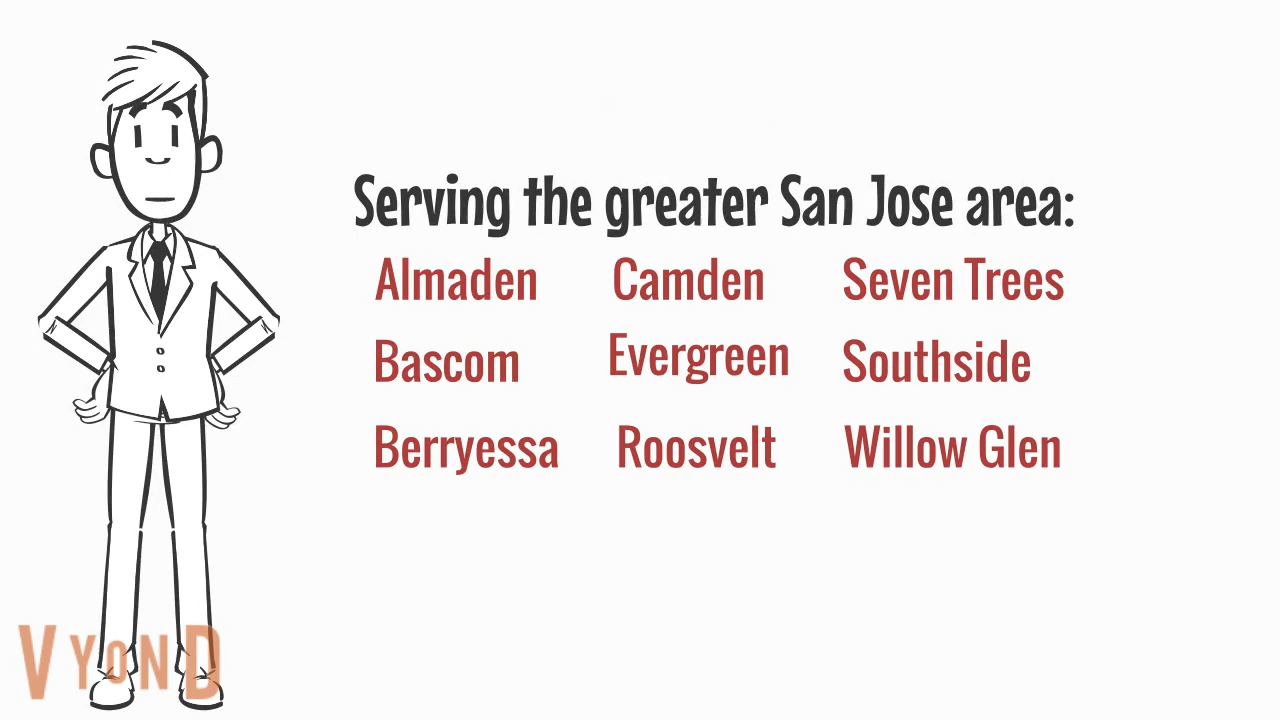 Serving the greater San Jose area:
Almaden Camden Seven Trees
Bascom Evergreen Southside
Berryessa Roosvelt Willow Glen
VYOND